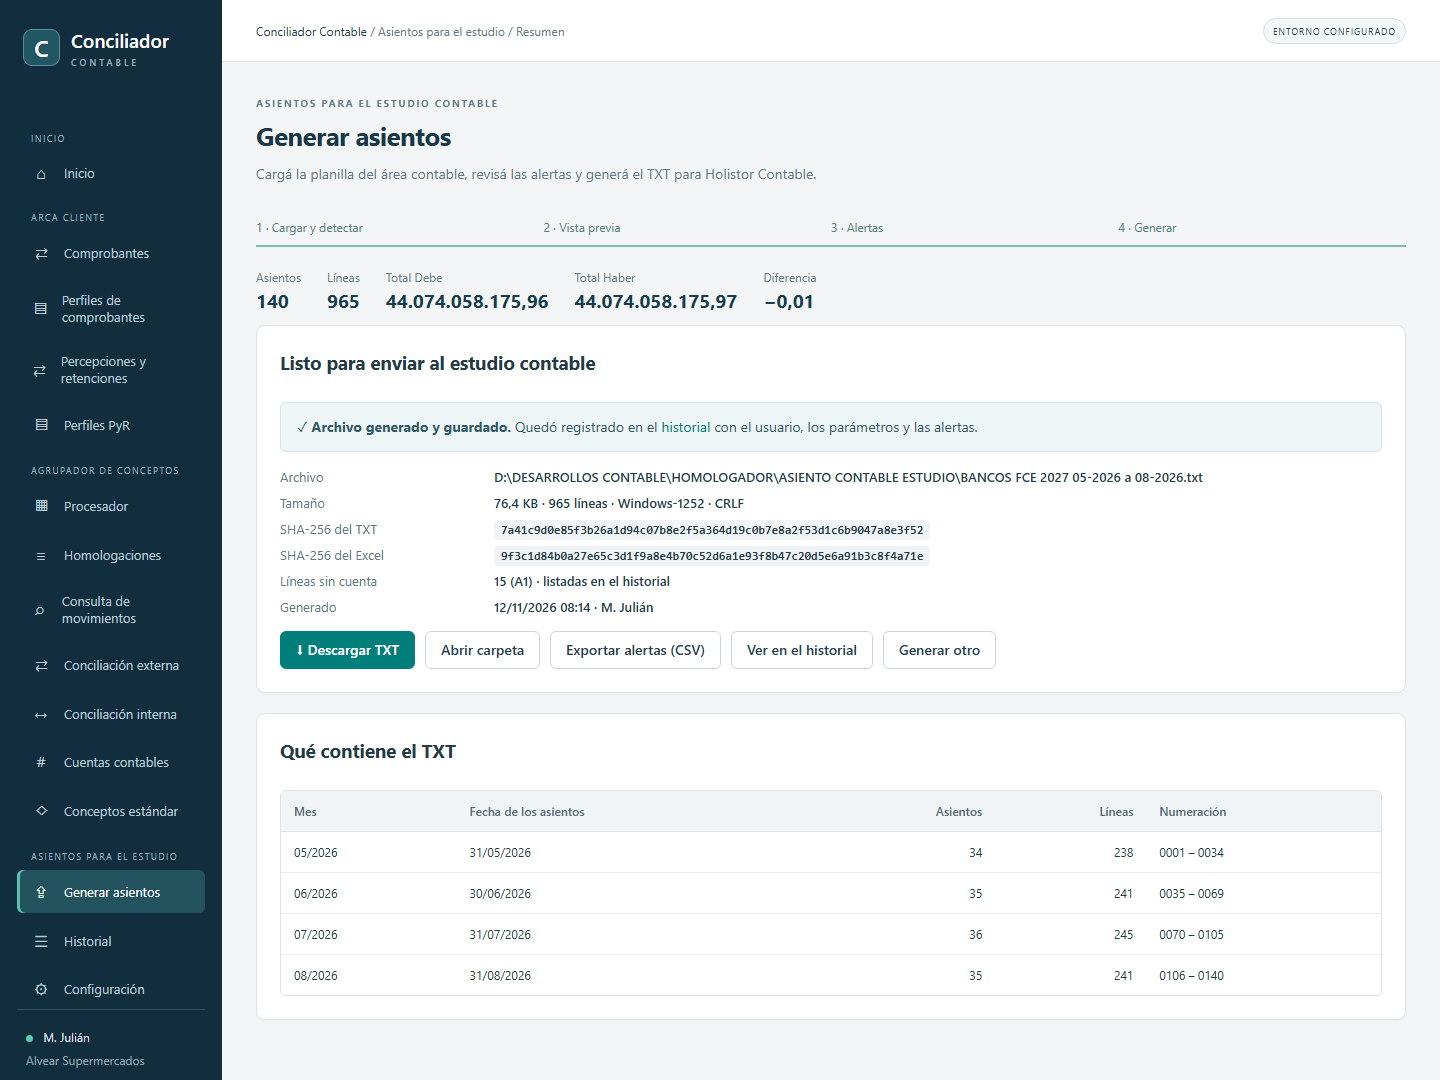 C
Conciliador
CONTABLE
INICIO
Inicio
ARCA CLIENTE
Comprobantes
Perfiles de
comprobantes
Percepciones y
retenciones
Perfiles PyR
AGRUPADOR DE CONCEPTOS
Procesador
Homologaciones
Consulta de
movimientos
Conciliación externa
Conciliación interna
# Cuentas contables
Conceptos estándar
ASIENTOS PARA EL ESTUDIO
Generar asientos
Historial
Configuración
M. Julián
Alvear Supermercados
Conciliador Contable / Asientos para el estudio / Resumen
ENTORNO CONFIGURADO
ASIENTOS PARA EL ESTUDIO CONTABLE
Generar asientos
Cargá la planilla del área contable, revisá las alertas y generá el TXT para Holistor Contable.
1 · Cargar y detectar 2 · Vista previa 3 · Alertas 4 · Generar
Asientos Líneas Total Debe Total Haber Diferencia
140 965 44.074.058.175,96 44.074.058.175,97 −0,01
Listo para enviar al estudio contable
✓ Archivo generado y guardado. Quedó registrado en el historial con el usuario, los parámetros y las alertas.
Archivo D:\DESARROLLOS CONTABLE\HOMOLOGADOR\ASIENTO CONTABLE ESTUDIO\BANCOS FCE 2027 05-2026 a 08-2026.txt
Tamaño 76,4 KB · 965 líneas · Windows-1252 · CRLF
SHA-256 del TXT 7a41c9d0e85f3b26a1d94c07b8e2f5a364d19c0b7e8a2f53d1c6b9047a8e3f52
SHA-256 del Excel 9f3c1d84b0a27e65c3d1f9a8e4b70c52d6a1e93f8b47c20d5e6a91b3c8f4a71e
Líneas sin cuenta 15 (A1) · listadas en el historial
Generado 12/11/2026 08:14 · M. Julián
⭳ Descargar TXT Abrir carpeta Exportar alertas (CSV) Ver en el historial Generar otro
Qué contiene el TXT
Mes Fecha de los asientos Asientos Líneas Numeración
05/2026 31/05/2026 34 238 0001 – 0034
06/2026 30/06/2026 35 241 0035 – 0069
07/2026 31/07/2026 36 245 0070 – 0105
08/2026 31/08/2026 35 241 0106 – 0140